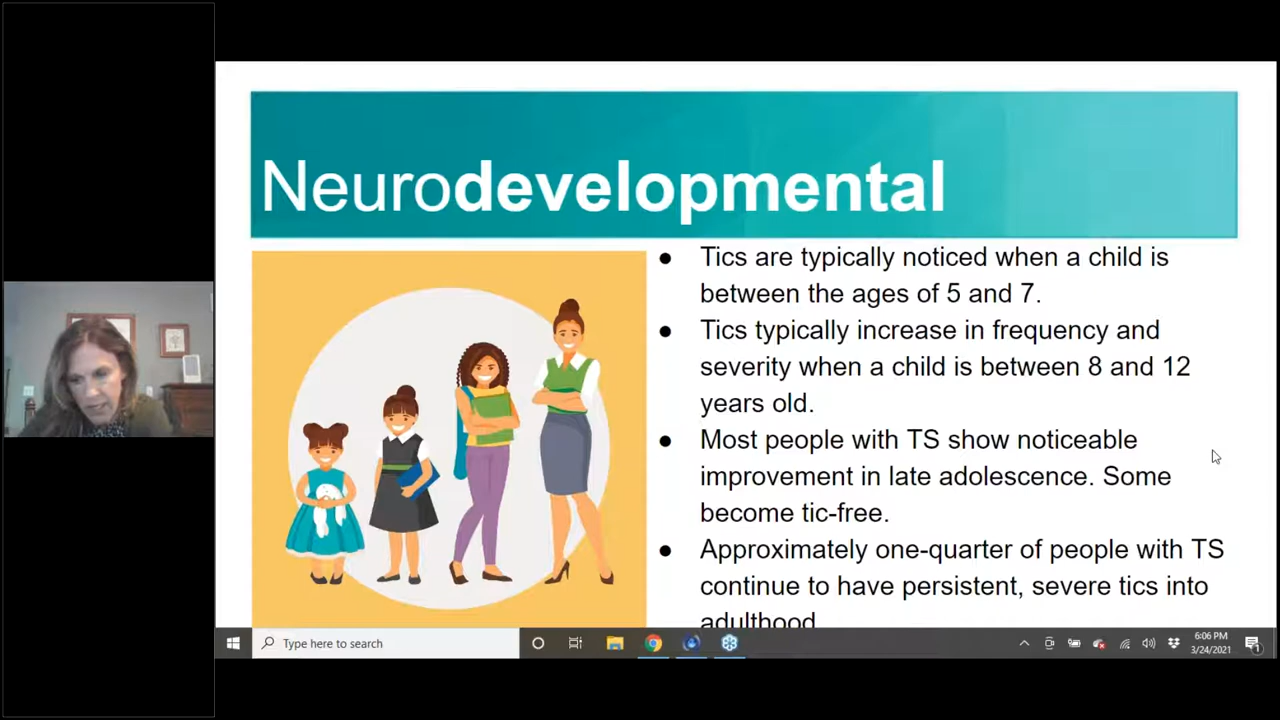 Neurodevelopmental
● Tics are typically noticed when a child is
between the ages of 5 and 7.
● Tics typically increase in frequency and
severity when a child is between 8 and 12
years old.
● Most people with TS show noticeable
improvement in late adolescence. Some
become tic-free.
● Approximately one-quarter of people with TS
continue to have persistent, severe tics into
adulthood
Type here to search
6:06 PM
3/24/2021
1